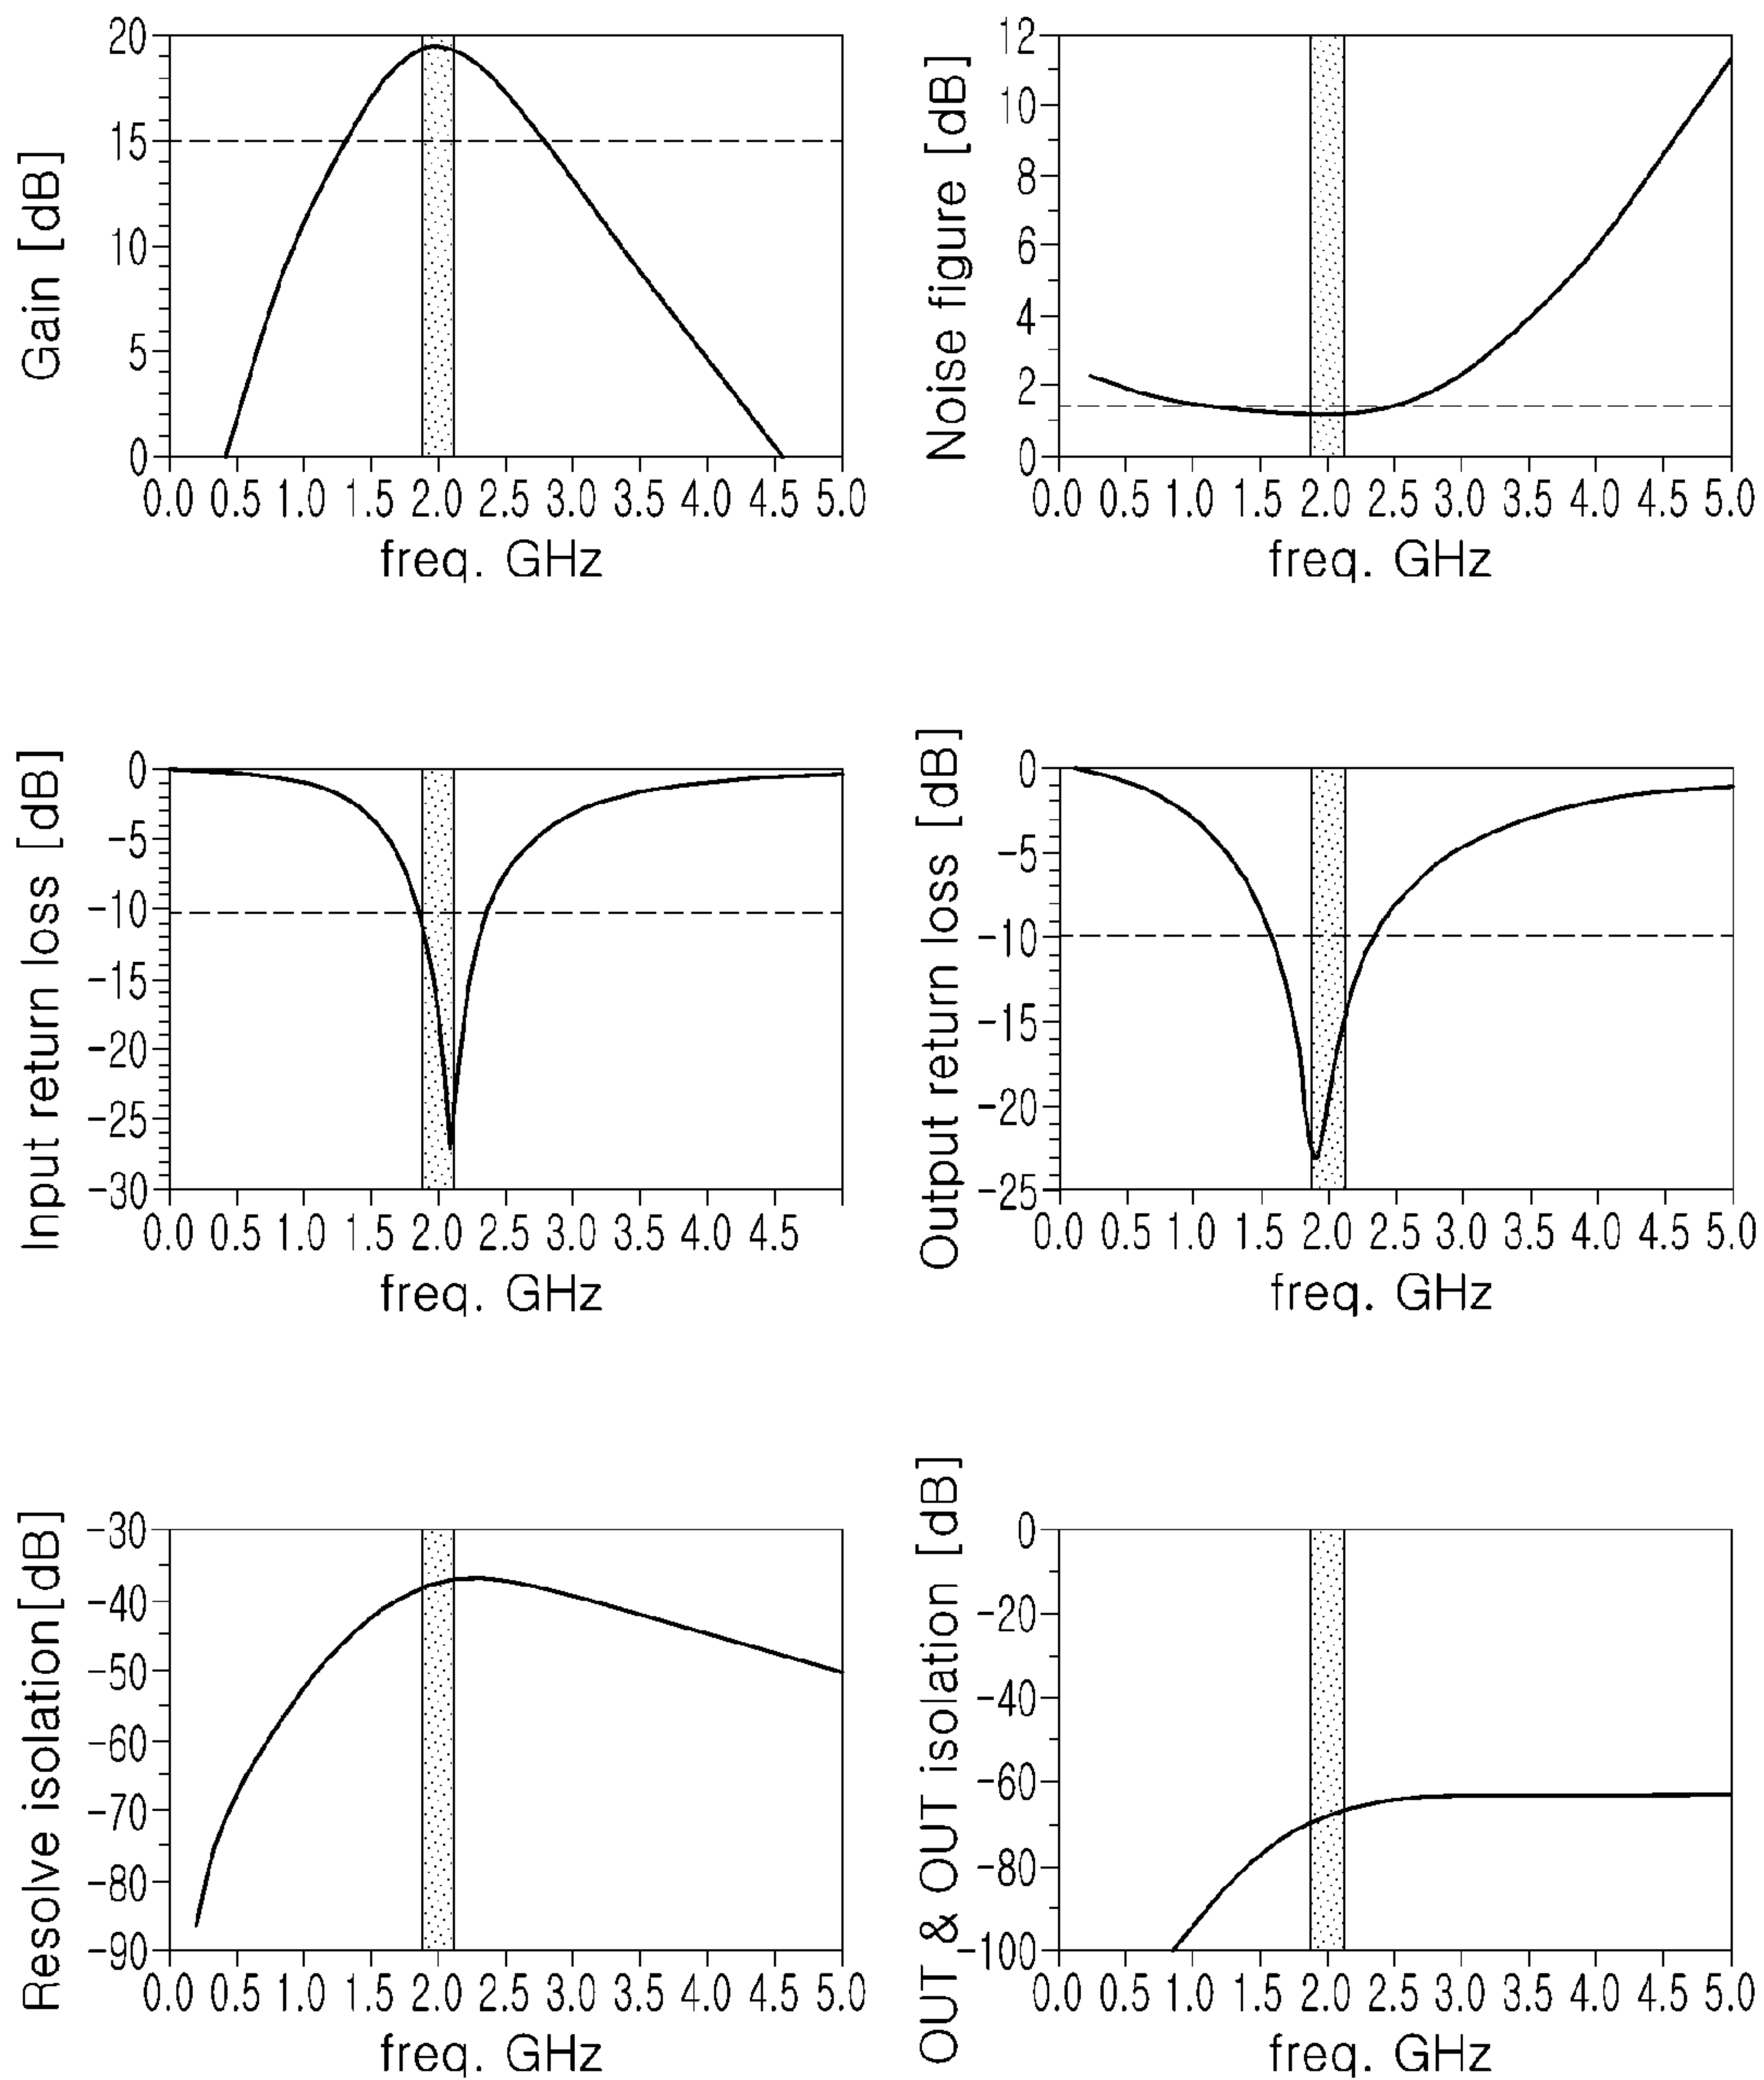 Gain [dB]
20
15
10
5
0
0.0 0.5 1.0 1.5 2.0 2.5 3.0 3.5 4.0 4.5 5.0
freq. GHz
Noise figure [dB]
12
10
8
6
4
2
0
0.0 0.5 1.0 1.5 2.0 2.5 3.0 3.5 4.0 4.5 5.0
freq. GHz
Input return loss [dB]
0
-5
-10
-15
-20
-25
-30
0.0 0.5 1.0 1.5 2.0 2.5 3.0 3.5 4.0 4.5
freq. GHz
Output return loss [dB]
0
-5
-10
-15
-20
-25
0.0 0.5 1.0 1.5 2.0 2.5 3.0 3.5 4.0 4.5 5.0
freq. GHz
Resolve isolation[dB]
-30
-40
-50
-60
-70
-80
-90
0.0 0.5 1.0 1.5 2.0 2.5 3.0 3.5 4.0 4.5 5.0
freq. GHz
OUT & OUT isolation [dB]
0
-20
-40
-60
-80
-100
0.0 0.5 1.0 1.5 2.0 2.5 3.0 3.5 4.0 4.5 5.0
freq. GHz